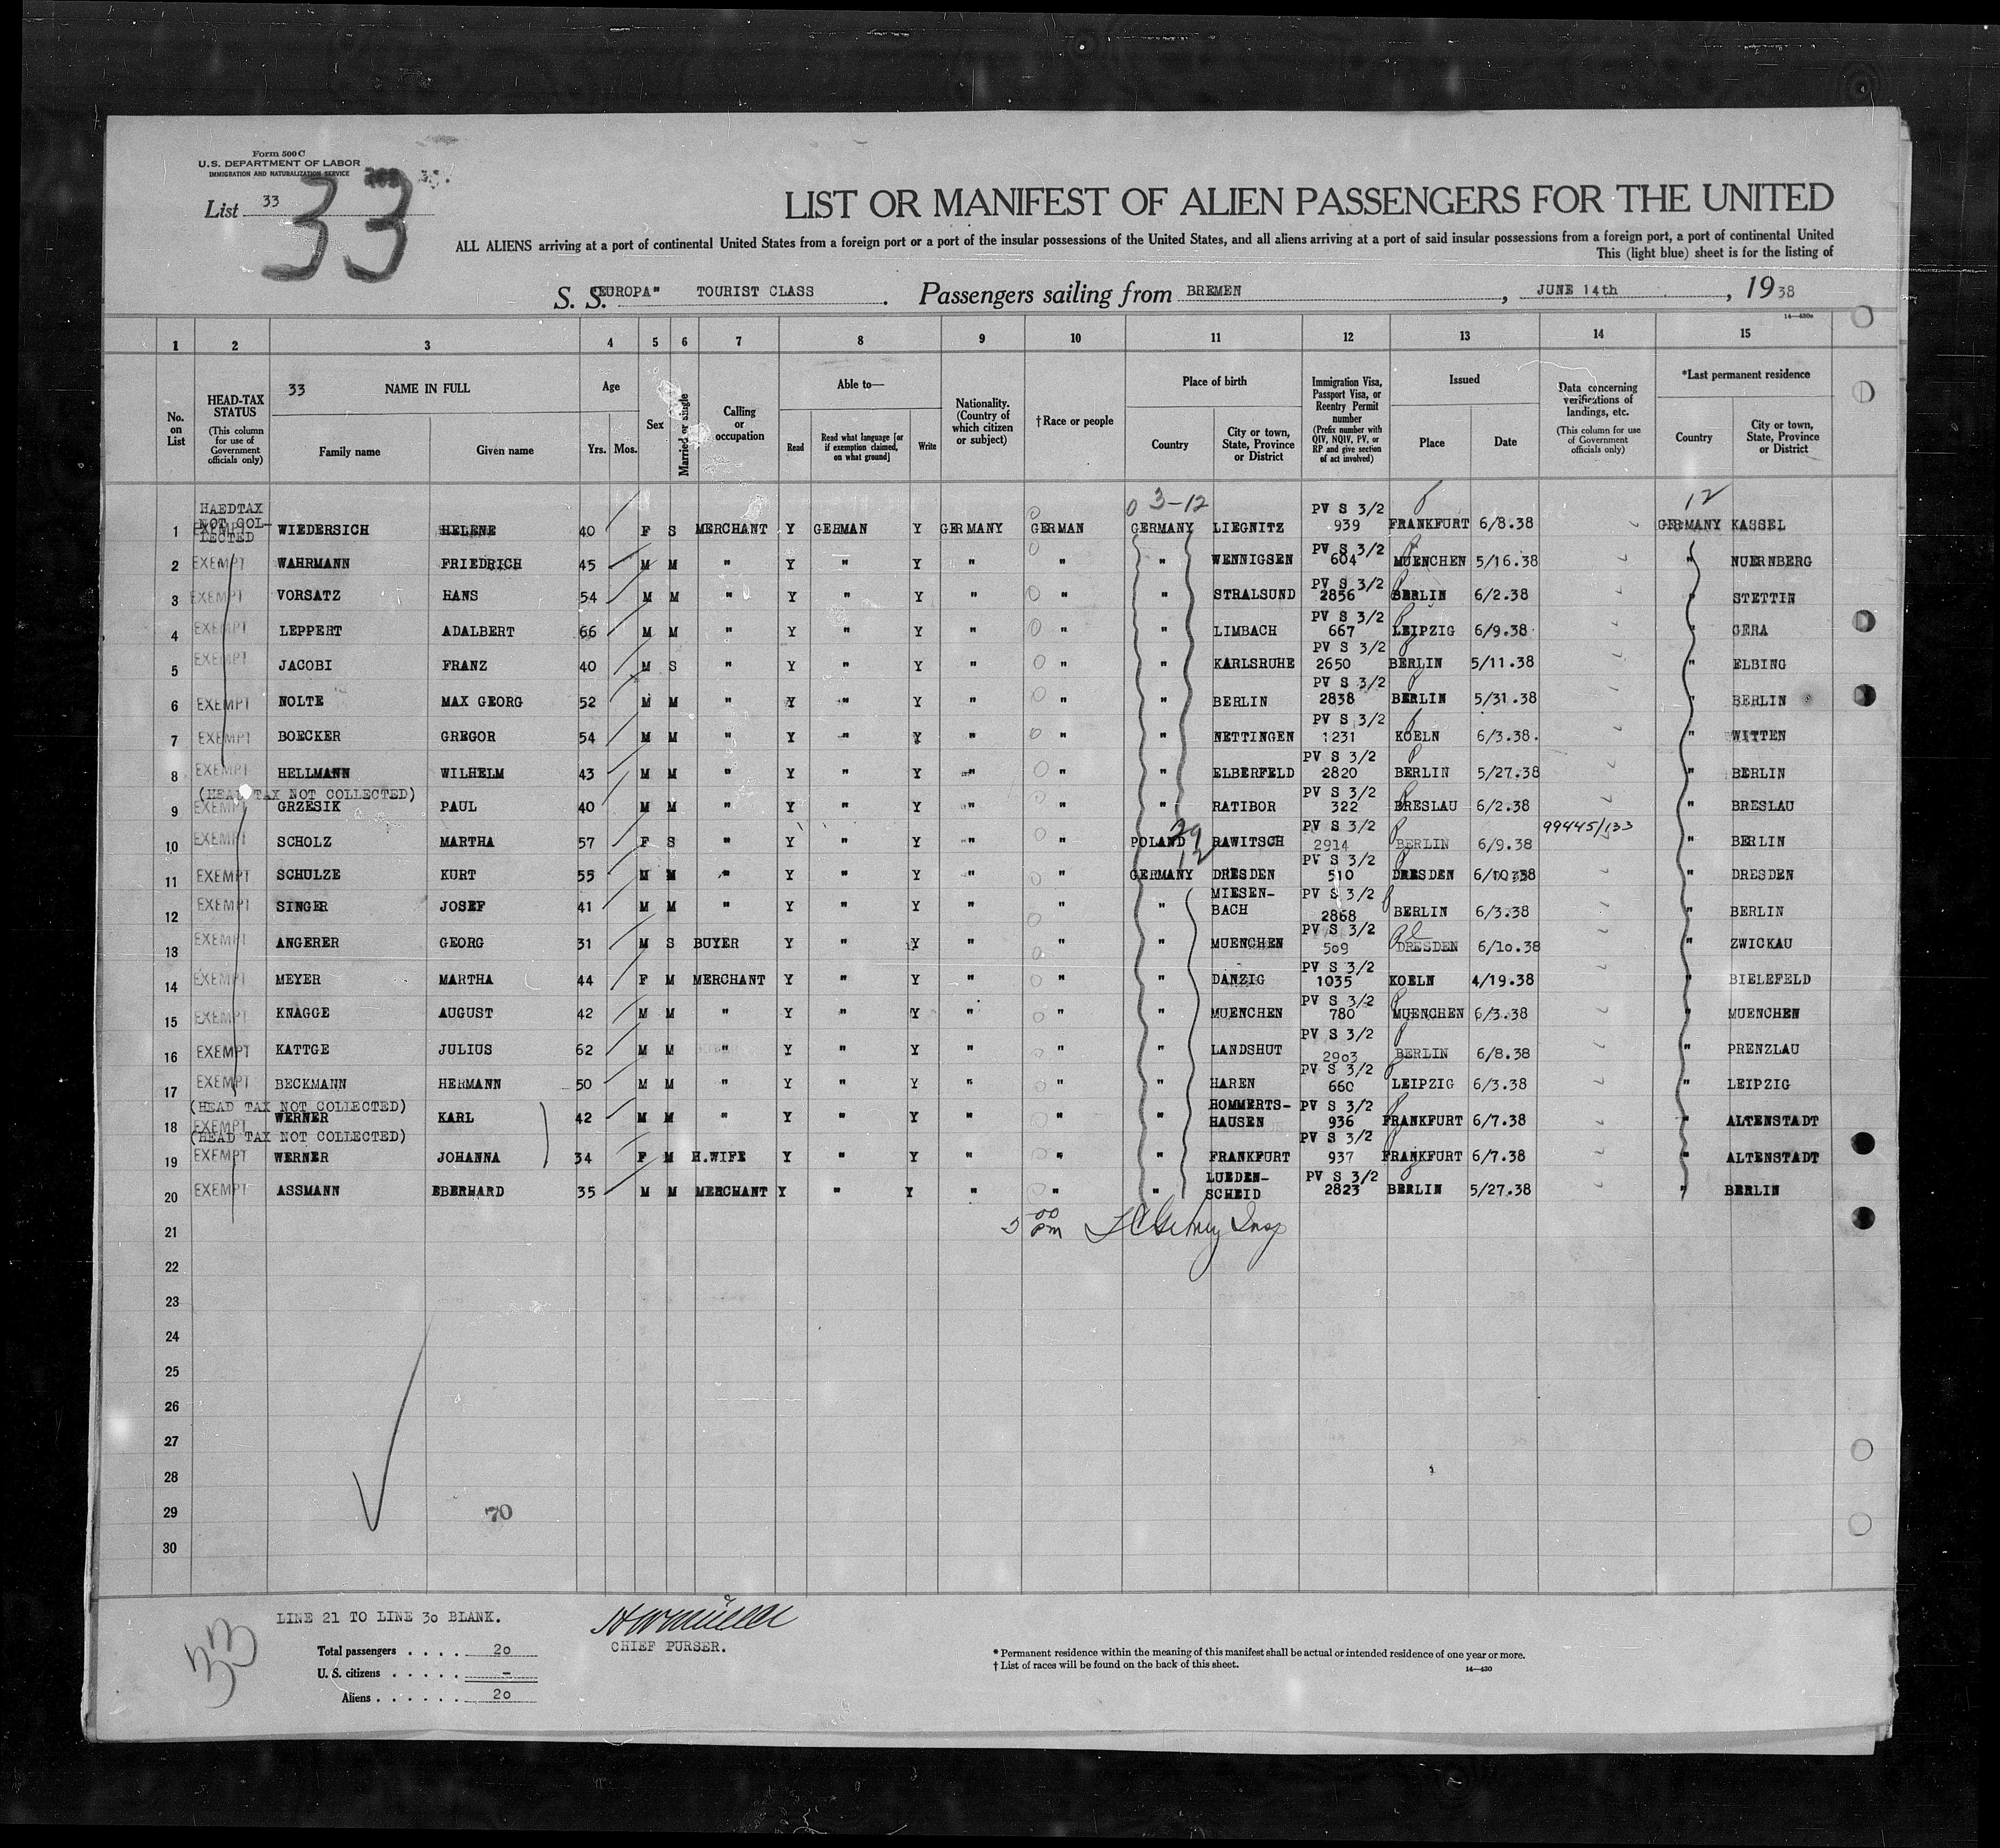 Form 500 C
U.S. DEPARTMENT OF LABOR
IMMIGRATION AND NATURALIZATION SERVICE
List 33
33
LIST OR MANIFEST OF ALIEN PASSENGERS FOR THE UNITED
ALL ALIENS arriving at a port of continental United States from a foreign port or a port of the insular possessions of the United States, and all aliens arriving at a port of said insular possessions from a foreign port, a port of continental United
This (light blue) sheet is for the listing of
S. S. "EUROPA" TOURIST CLASS. Passengers sailing from BREMEN, JUNE 14th, 1938
14—430a
1 2 3 4 5 6 7 8 9 10 11 12 13 14 15
No. on List
HEAD-TAX STATUS (This column for use of Government officials only)
33 NAME IN FULL
Family name Given name
Age
Yrs. Mos.
Sex
Married or single
Calling or occupation
Able to—
Read Read what language [or if exemption claimed, on what ground] Write
Nationality. (Country of which citizen or subject)
† Race or people
Place of birth
Country City or town, State, Province or District
Immigration Visa, Passport Visa, or Reentry Permit number (Prefix number with QIV, NQIV, PV, or RP and give section of act involved)
Issued
Place Date
Data concerning verifications of landings, etc. (This column for use of Government officials only)
*Last permanent residence
Country City or town, State, Province or District
0 3-12 12
HAEDTAX NOT COLLECTED
1 EXEMPT WIEDERSICH HELENE 40 F S MERCHANT Y GERMAN Y GERMANY GERMAN GERMANY LIEGNITZ PV S 3/2 939 FRANKFURT 6/8.38 GERMANY KASSEL
2 EXEMPT WAHRMANN FRIEDRICH 45 M M " Y " Y " " " WENNIGSEN PV S 3/2 604 MUENCHEN 5/16.38 " NUERNBERG
3 EXEMPT VORSATZ HANS 54 M M " Y " Y " " " STRALSUND PV S 3/2 2856 BERLIN 6/2.38 " STETTIN
4 EXEMPT LEPPERT ADALBERT 66 M M " Y " Y " " " LIMBACH PV S 3/2 667 LEIPZIG 6/9.38 " GERA
5 EXEMPT JACOBI FRANZ 40 M S " Y " Y " " " KARLSRUHE PV S 3/2 2650 BERLIN 5/11.38 " ELBING
6 EXEMPT NOLTE MAX GEORG 52 M M " Y " Y " " " BERLIN PV S 3/2 2838 BERLIN 5/31.38 " BERLIN
7 EXEMPT BOECKER GREGOR 54 M M " Y " Y " " " NETTINGEN PV S 3/2 1231 KOELN 6/3.38. " WITTEN
8 EXEMPT HELLMANN WILHELM 43 M M " Y " Y " " " ELBERFELD PV S 3/2 2820 BERLIN 5/27.38 " BERLIN
(HEAD TAX NOT COLLECTED)
9 EXEMPT GRZESIK PAUL 40 M M " Y " Y " " " RATIBOR PV S 3/2 322 BRESLAU 6/2.38 " BRESLAU
10 EXEMPT SCHOLZ MARTHA 57 F S " Y " Y " " POLAND 29 RAWITSCH PV S 3/2 2914 BERLIN 6/9.38 99445/133 " BERLIN
12
11 EXEMPT SCHULZE KURT 55 M M " Y " Y " " GERMANY DRESDEN PV S 3/2 510 DRESDEN 6/10.38 " DRESDEN
12 EXEMPT SINGER JOSEF 41 M M " Y " Y " " " MIESEN-BACH PV S 3/2 2868 BERLIN 6/3.38 " BERLIN
13 EXEMPT ANGERER GEORG 31 M S BUYER Y " Y " " " MUENCHEN PV S 3/2 509 DRESDEN 6/10.38 " ZWICKAU
14 EXEMPT MEYER MARTHA 44 F M MERCHANT Y " Y " " " DANZIG PV S 3/2 1035 KOELN 4/19.38 " BIELEFELD
15 EXEMPT KNAGGE AUGUST 42 M M " Y " Y " " " MUENCHEN PV S 3/2 780 MUENCHEN 6/3.38 " MUENCHEN
16 EXEMPT KATTGE JULIUS 62 M M " Y " Y " " " LANDSHUT PV S 3/2 2903 BERLIN 6/8.38 " PRENZLAU
17 EXEMPT BECKMANN HERMANN 50 M M " Y " Y " " " HAREN PV S 3/2 660 LEIPZIG 6/3.38 " LEIPZIG
(HEAD TAX NOT COLLECTED)
18 EXEMPT WERNER KARL 42 M M " Y " Y " " " HOMMERTS-HAUSEN PV S 3/2 936 FRANKFURT 6/7.38 " ALTENSTADT
(HEAD TAX NOT COLLECTED)
19 EXEMPT WERNER JOHANNA 34 F M H.WIFE Y " Y " " " FRANKFURT PV S 3/2 937 FRANKFURT 6/7.38 " ALTENSTADT
20 EXEMPT ASSMANN EBERHARD 35 M M MERCHANT Y " Y " " " LUEDEN-SCHEID PV S 3/2 2823 BERLIN 5/27.38 " BERLIN
21
22
23
24
25
26
27
28
29 70
30
LINE 21 TO LINE 30 BLANK.
CHIEF PURSER.
33
Total passengers . . . . 20
U. S. citizens . . . . . -
Aliens . . . . . . 20
* Permanent residence within the meaning of this manifest shall be actual or intended residence of one year or more.
† List of races will be found on the back of this sheet.
14—430